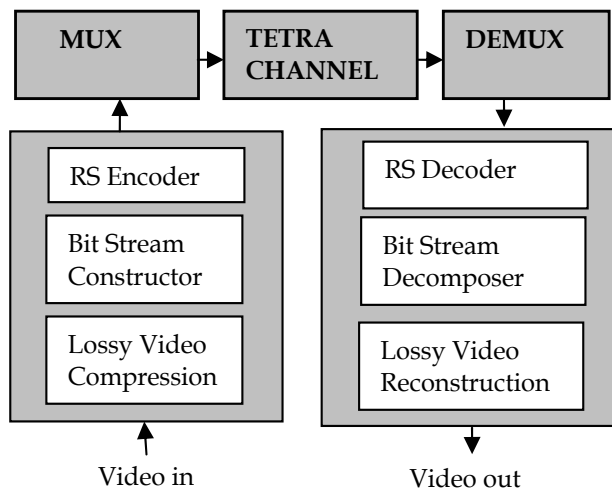 MUX
TETRA
CHANNEL
DEMUX
RS Encoder
Bit Stream
Constructor
Lossy Video
Compression
Video in
RS Decoder
Bit Stream
Decomposer
Lossy Video
Reconstruction
Video out